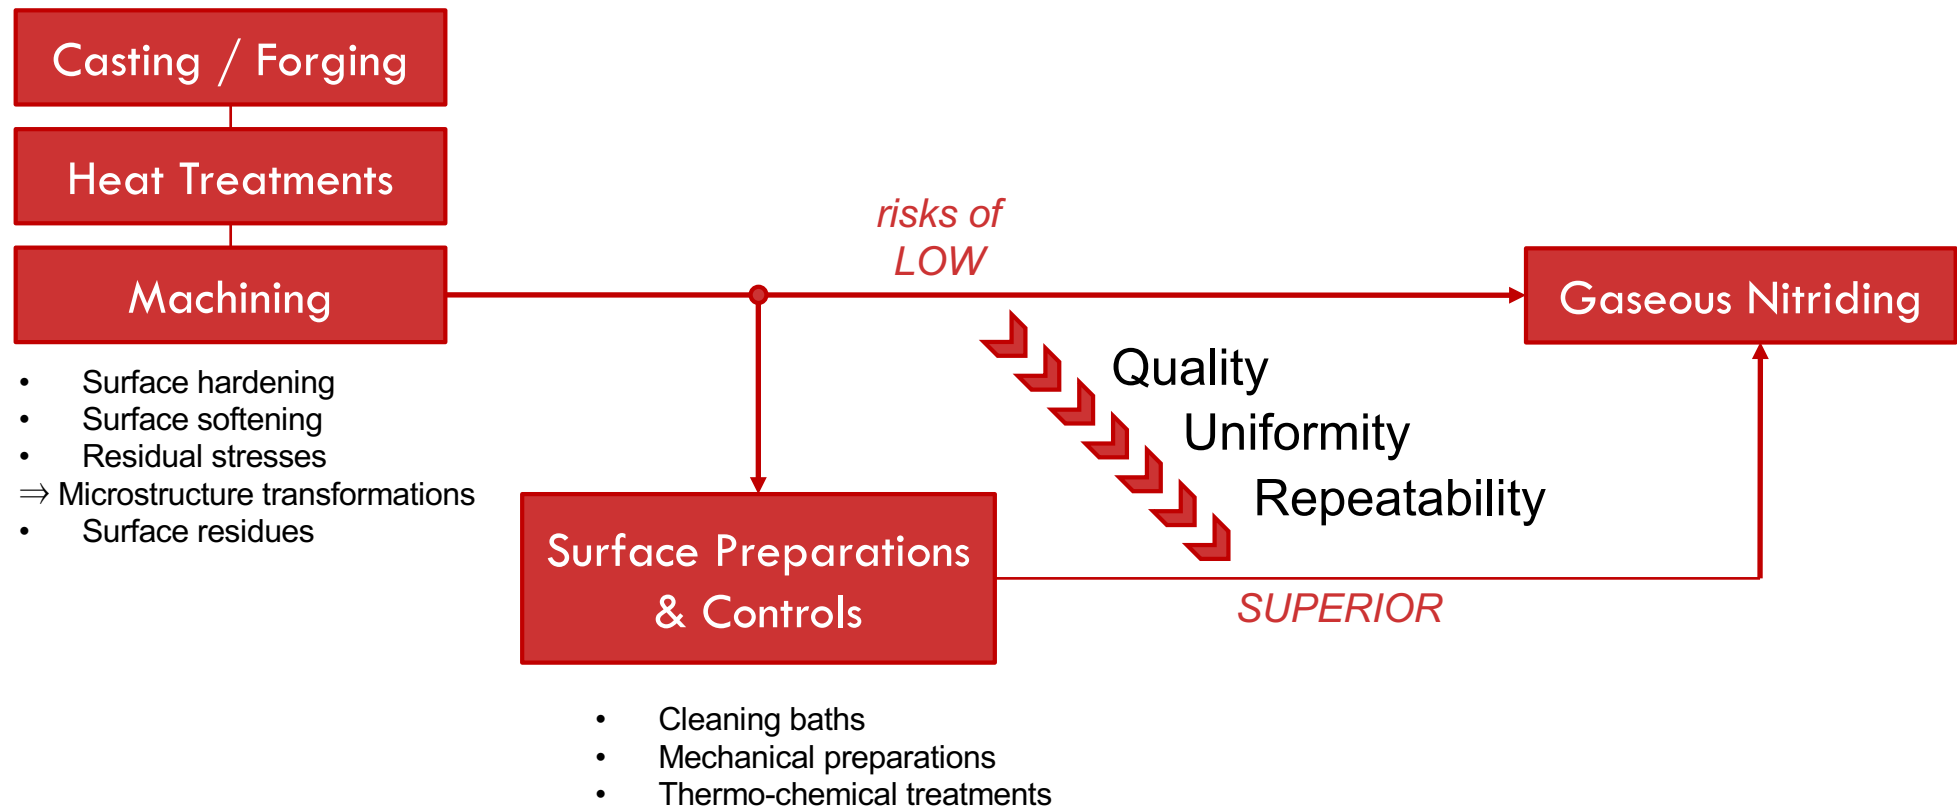 Casting / Forging
Heat Treatments
Machining
• Surface hardening
• Surface softening
• Residual stresses
⇒ Microstructure transformations
• Surface residues
risks of
LOW
Gaseous Nitriding
Quality
Uniformity
Repeatability
Surface Preparations
& Controls
SUPERIOR
• Cleaning baths
• Mechanical preparations
• Thermo-chemical treatments